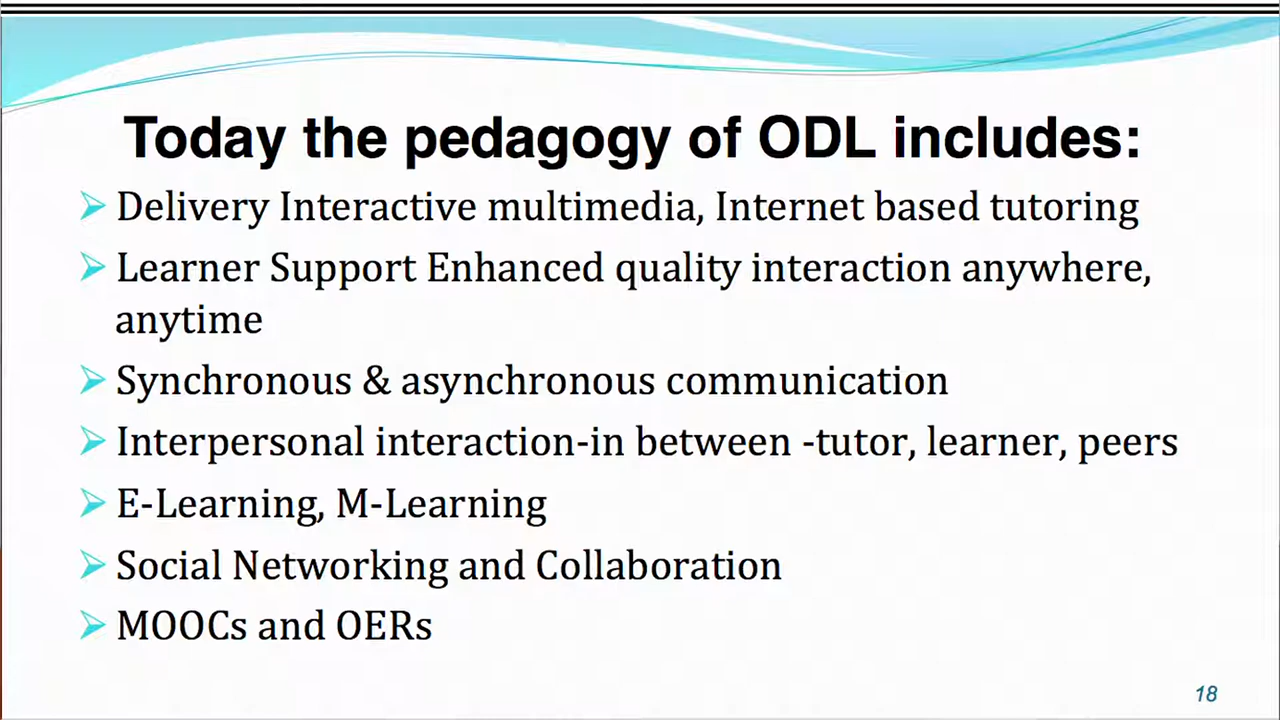 Today the pedagogy of ODL includes:
Delivery Interactive multimedia, Internet based tutoring
Learner Support Enhanced quality interaction anywhere,
anytime
Synchronous & asynchronous communication
Interpersonal interaction-in between -tutor, learner, peers
E-Learning, M-Learning
Social Networking and Collaboration
MOOCs and OERs
18